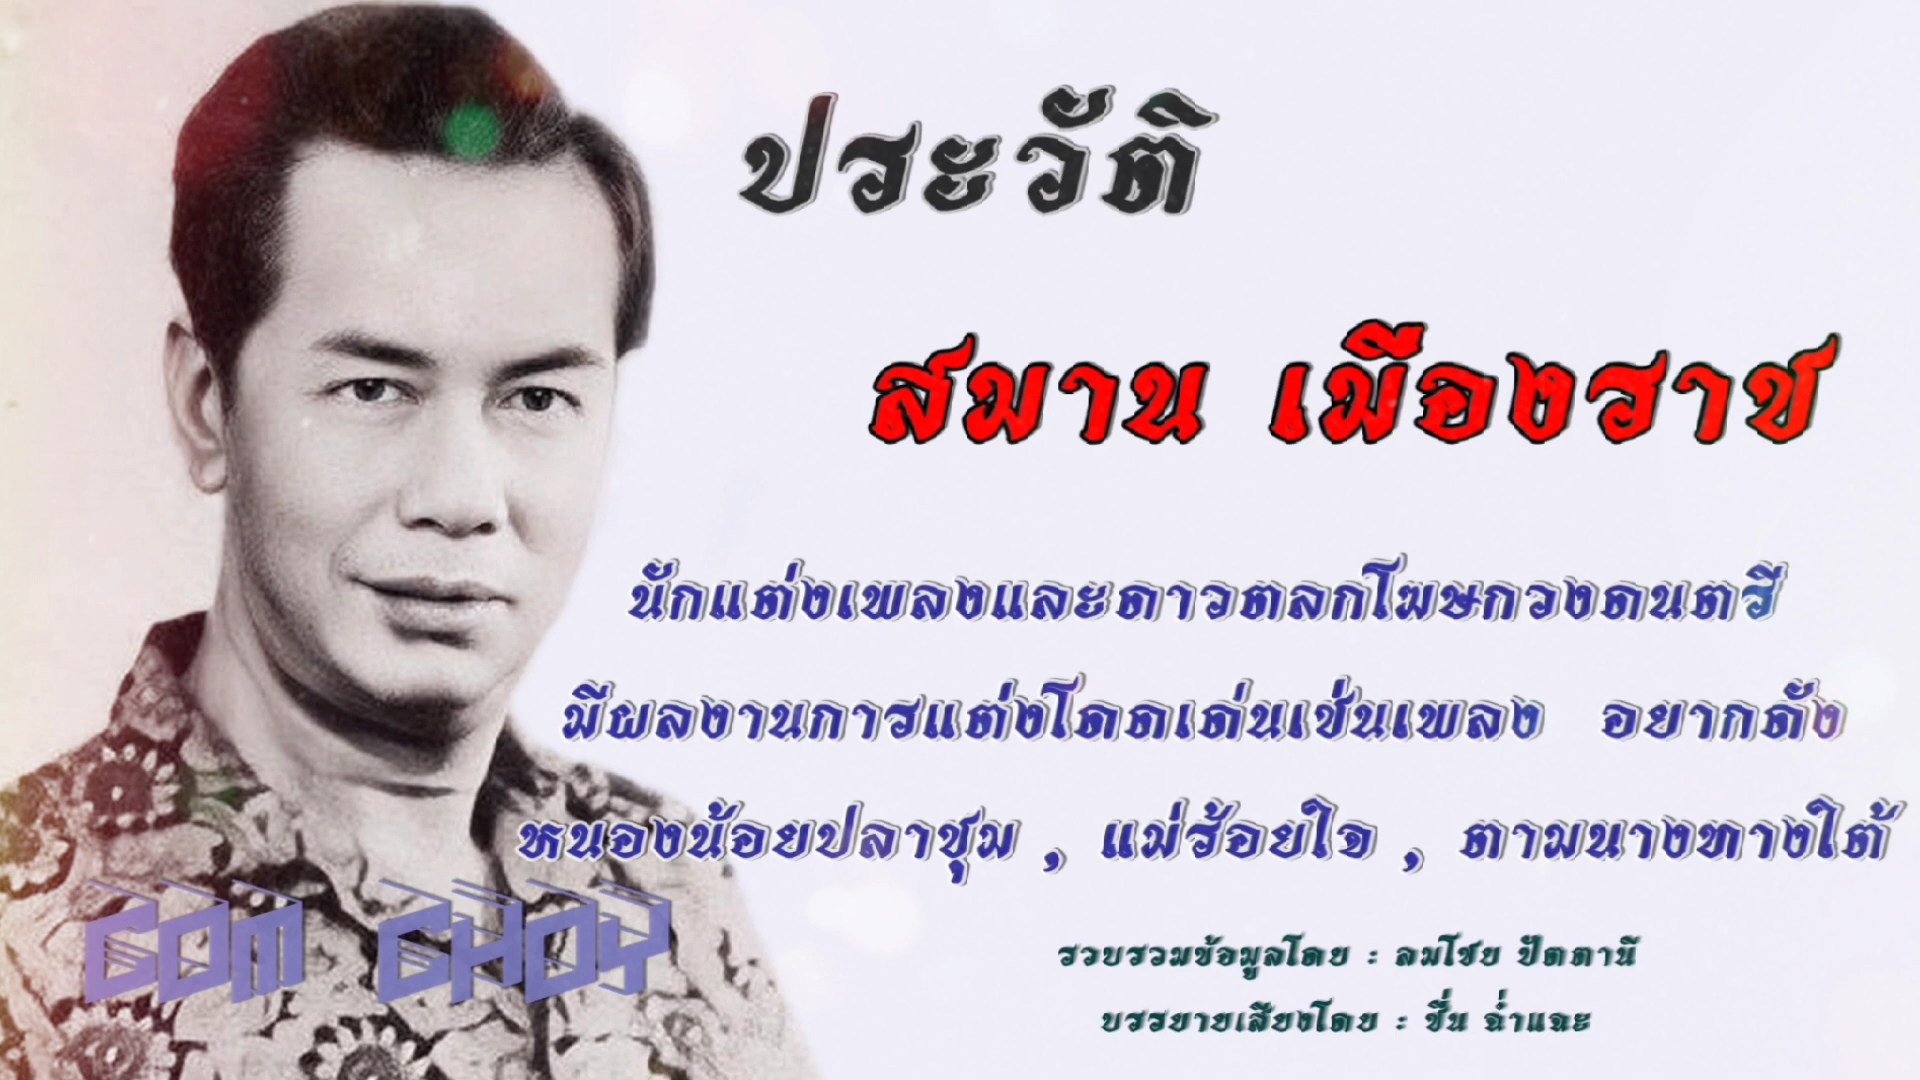 ประวัติ
สมาน เมืองราช
นักแต่งเพลงและดาวตลกโฆษกวงดนตรี
มีผลงานการแต่งโดดเด่นเช่นเพลง อยากดัง
หนองน้อยปลาชุม , แม่ร้อยใจ , ตามนางทางใต้
COM CHOY
รวบรวมข้อมูลโดย : ลมโชย ปัตตานี
บรรยายเสียงโดย : ชื่น ฉ่ำแฉะ